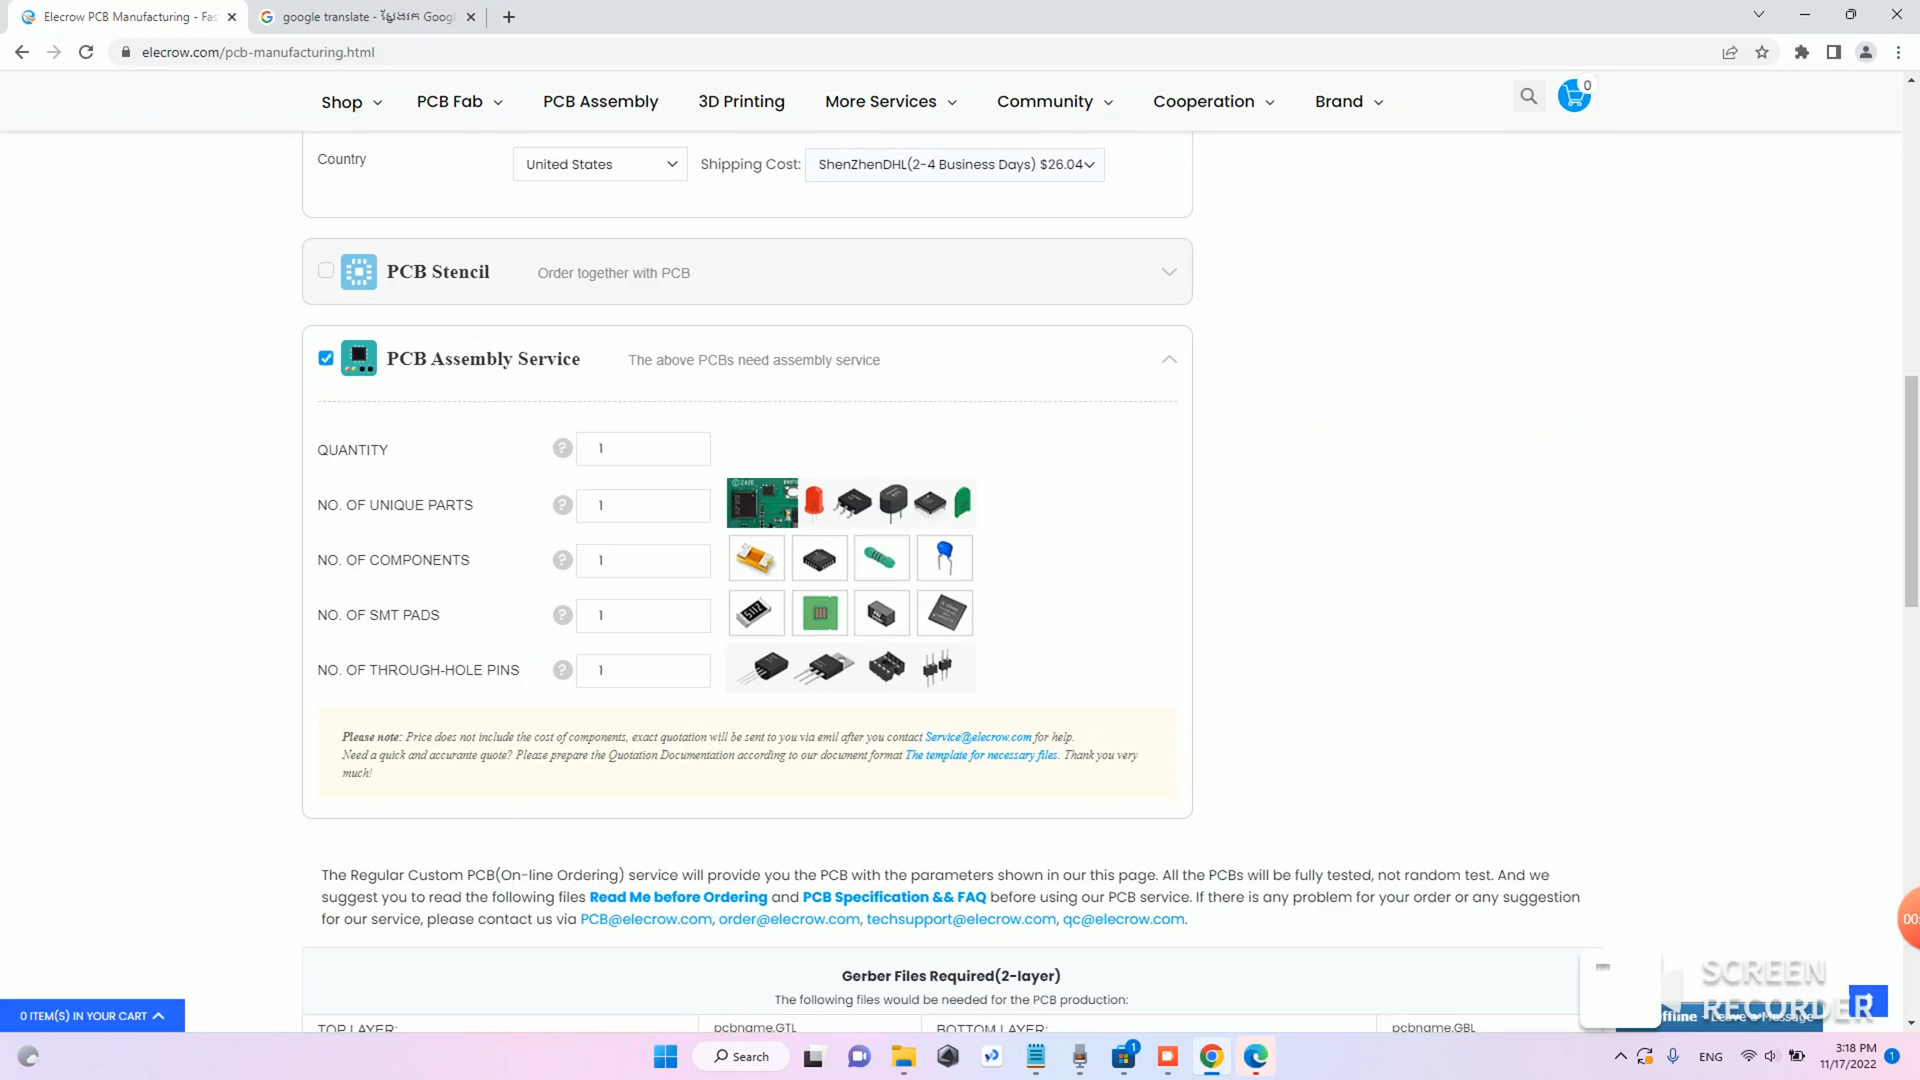 Elecrow PCB Manufacturing - Fas
google translate - ស្វែងរក Googl
elecrow.com/pcb-manufacturing.html
Shop
PCB Fab
PCB Assembly
3D Printing
More Services
Community
Cooperation
Brand
0
Country
United States
Shipping Cost:
ShenZhenDHL(2-4 Business Days) $26.04
PCB Stencil
Order together with PCB
PCB Assembly Service
The above PCBs need assembly service
QUANTITY
? 1
NO. OF UNIQUE PARTS
? 1
NO. OF COMPONENTS
? 1
NO. OF SMT PADS
? 1
NO. OF THROUGH-HOLE PINS
? 1
Please note: Price does not include the cost of components, exact quotation will be sent to you via emil after you contact Service@elecrow.com for help.
Need a quick and accurante quote? Please prepare the Quotation Documentation according to our document format The template for necessary files. Thank you very
much!
The Regular Custom PCB(On-line Ordering) service will provide you the PCB with the parameters shown in our this page. All the PCBs will be fully tested, not random test. And we
suggest you to read the following files Read Me before Ordering and PCB Specification && FAQ before using our PCB service. If there is any problem for your order or any suggestion
for our service, please contact us via PCB@elecrow.com, order@elecrow.com, techsupport@elecrow.com, qc@elecrow.com.
00:
Gerber Files Required(2-layer)
The following files would be needed for the PCB production:
TOP LAYER:
pcbname.GTL
BOTTOM LAYER:
pcbname.GBL
0 ITEM(S) IN YOUR CART
SCREEN
RECORDER
ffline - Leave a Message
Search
1
ENG
3:18 PM
11/17/2022
1